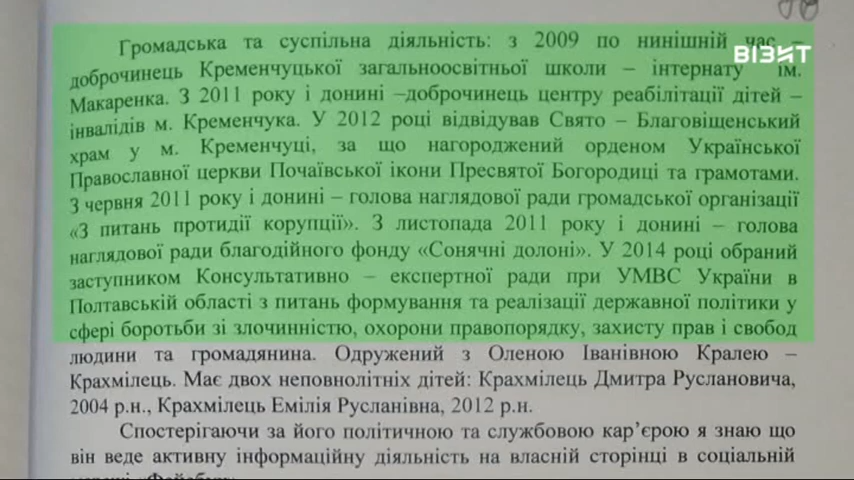 ВІЗИТ
Громадська та суспільна діяльність: з 2009 по нинішній час –
доброчинець Кременчуцької загальноосвітньої школи – інтернату ім.
Макаренка. З 2011 року і донині –доброчинець центру реабілітації дітей –
інвалідів м. Кременчука. У 2012 році відвідував Свято – Благовіщенський
храм у м. Кременчуці, за що нагороджений орденом Української
Православної церкви Почаївської ікони Пресвятої Богородиці та грамотами.
З червня 2011 року і донині – голова наглядової ради громадської організації
«З питань протидії корупції». З листопада 2011 року і донині – голова
наглядової ради благодійного фонду «Сонячні долоні». У 2014 році обраний
заступником Консультативно – експертної ради при УМВС України в
Полтавській області з питань формування та реалізації державної політики у
сфері боротьби зі злочинністю, охорони правопорядку, захисту прав і свобод
людини та громадянина. Одружений з Оленою Іванівною Кралею –
Крахмілець. Має двох неповнолітніх дітей: Крахмілець Дмитра Руслановича,
2004 р.н., Крахмілець Емілія Русланівна, 2012 р.н.
Спостерігаючи за його політичною та службовою кар’єрою я знаю що
він веде активну інформаційну діяльність на власній сторінці в соціальній